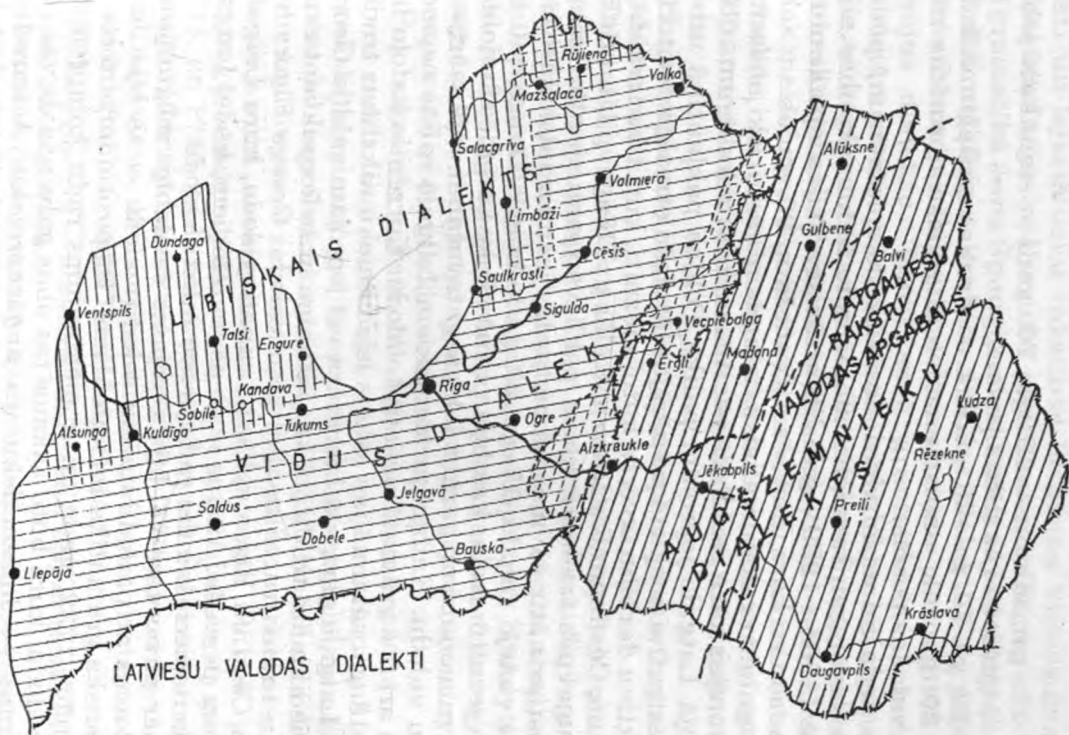 Rūjiena
Mazsalaca
Valka
Salacgrīva
Alūksne
Valmiera
Limbaži
LĪBISKAIS DIALEKTS
Dundaga
Gulbene
Balvi
Cēsis
Saulkrasti
Sigulda
LATGALIEŠU
RAKSTU
VALODAS APGABALS
Ventspils
Talsi
Engure
Vecpiebalga
Ērgļi
Madona
Rīga
Kandava
Sabile
Tukums
Ogre
Ludza
Alsunga
Kuldīga
VIDUS DIALEKTS
Aizkraukle
Rēzekne
Jēkabpils
AUGŠZEMNIEKU
DIALEKTS
Jelgava
Saldus
Dobele
Preiļi
Bauska
Liepāja
Krāslava
Daugavpils
LATVIEŠU VALODAS DIALEKTI